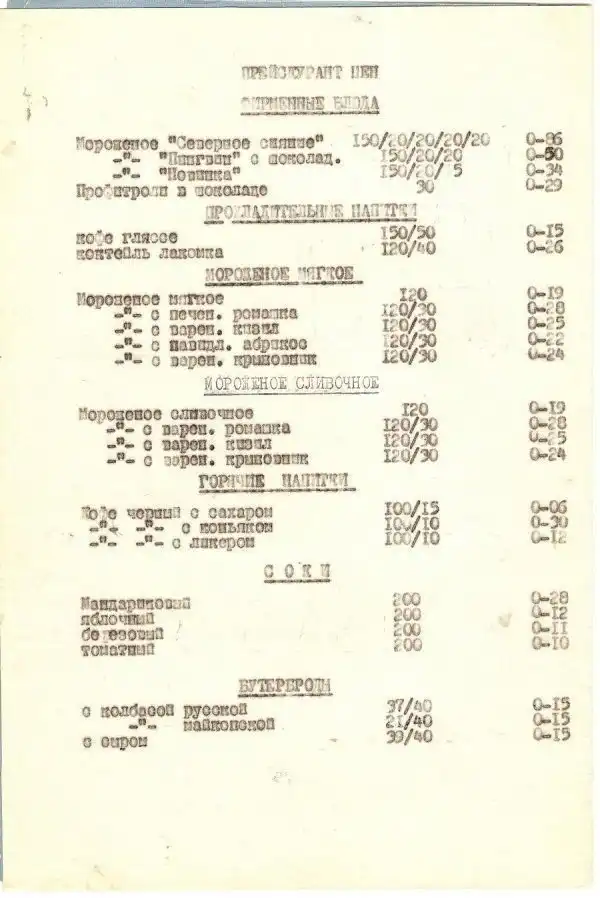 ПРЕЙСКУРАНТ ЦЕН
ФИРМЕННЫЕ БЛЮДА
Мороженое "Северное сияние" 150/20/20/20/20 0-86
-"- "Пингвин" с шоколад. 150/20/20 0-50
-"- "Новинка" 150/20/ 5 0-34
Профитроли в шоколаде 30 0-29
ПРОХЛАДИТЕЛЬНЫЕ НАПИТКИ
кофе гляссе 150/50 0-15
коктейль лакомка 120/40 0-26
МОРОЖЕНОЕ МЯГКОЕ
Мороженое мягкое 120 0-19
-"- с печен. ромашка 120/30 0-28
-"- с варен. кизил 120/30 0-25
-"- с павидл. абрикос 120/30 0-22
-"- с варен. крыжовник 120/30 0-24
МОРОЖЕНОЕ СЛИВОЧНОЕ
Мороженое сливочное 120 0-19
-"- с варен. ромашка 120/30 0-28
-"- с варен. кизил 120/30 0-25
-"- с варен. крыжовник 120/30 0-24
ГОРЯЧИЕ НАПИТКИ
Кофе черный с сахаром 100/15 0-06
-"- -"- с коньяком 100/10 0-30
-"- -"- с ликером 100/10 0-12
С О К И
Мандариновый 200 0-28
яблочный 200 0-12
березовый 200 0-11
томатный 200 0-10
БУТЕРБРОДЫ
с колбасой русской 37/40 0-15
-"- майкопской 21/40 0-15
с сыром 39/40 0-15